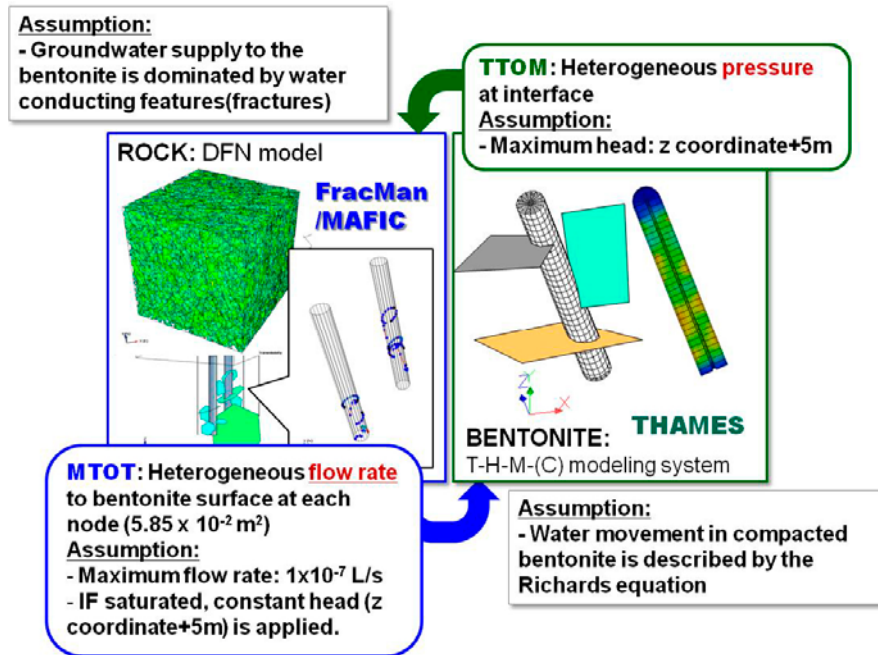 Assumption:
- Groundwater supply to the
bentonite is dominated by water
conducting features(fractures)
TTOM: Heterogeneous pressure
at interface
Assumption:
- Maximum head: z coordinate+5m
ROCK: DFN model
FracMan
/MAFIC
Z
X
THAMES
BENTONITE:
T-H-M-(C) modeling system
MTOT: Heterogeneous flow rate
to bentonite surface at each
node (5.85 x 10⁻² m²)
Assumption:
- Maximum flow rate: 1x10⁻⁷ L/s
- IF saturated, constant head (z
coordinate+5m) is applied.
Assumption:
- Water movement in compacted
bentonite is described by the
Richards equation